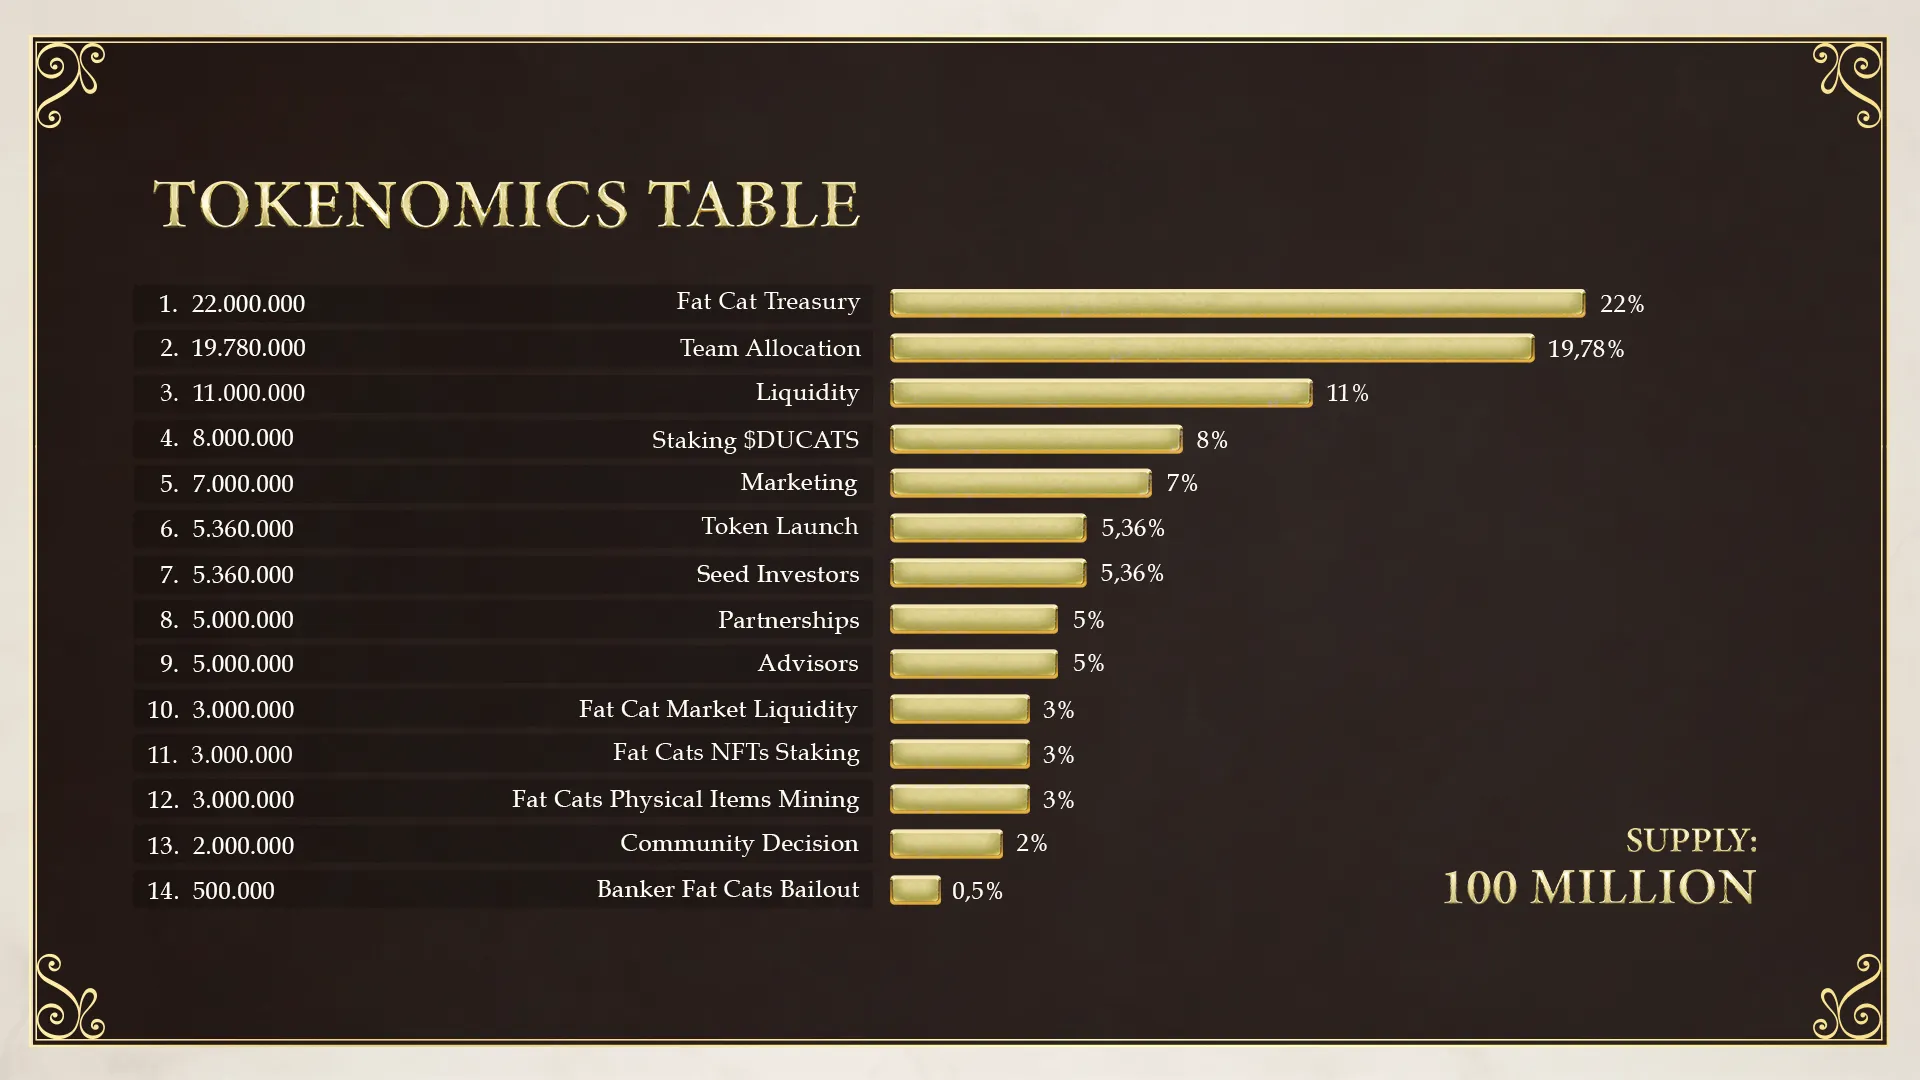 TOKENOMICS TABLE
1. 22.000.000 Fat Cat Treasury 22%
2. 19.780.000 Team Allocation 19,78%
3. 11.000.000 Liquidity 11%
4. 8.000.000 Staking $DUCATS 8%
5. 7.000.000 Marketing 7%
6. 5.360.000 Token Launch 5,36%
7. 5.360.000 Seed Investors 5,36%
8. 5.000.000 Partnerships 5%
9. 5.000.000 Advisors 5%
10. 3.000.000 Fat Cat Market Liquidity 3%
11. 3.000.000 Fat Cats NFTs Staking 3%
12. 3.000.000 Fat Cats Physical Items Mining 3%
13. 2.000.000 Community Decision 2%
14. 500.000 Banker Fat Cats Bailout 0,5%
SUPPLY:
100 MILLION